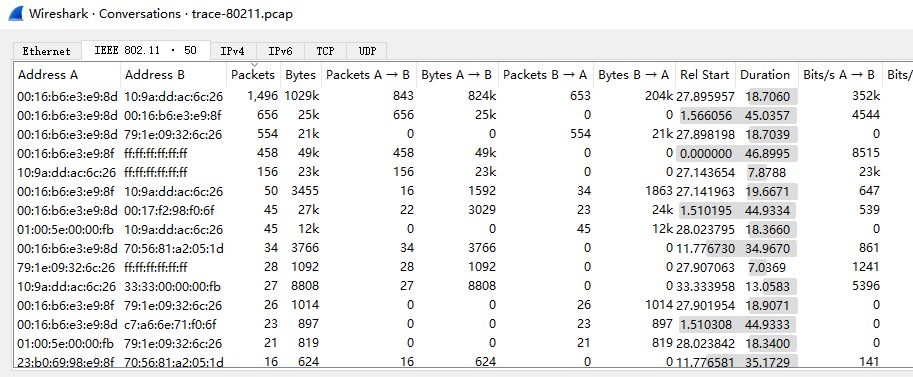 Wireshark · Conversations · trace-80211.pcap
Ethernet IEEE 802.11 · 50 IPv4 IPv6 TCP UDP
Address A Address B Packets Bytes Packets A → B Bytes A → B Packets B → A Bytes B → A Rel Start Duration Bits/s A → B Bits/
00:16:b6:e3:e9:8d 10:9a:dd:ac:6c:26 1,496 1029k 843 824k 653 204k 27.895957 18.7060 352k
00:16:b6:e3:e9:8d 00:16:b6:e3:e9:8f 656 25k 656 25k 0 0 1.566056 45.0357 4544
00:16:b6:e3:e9:8d 79:1e:09:32:6c:26 554 21k 0 0 554 21k 27.898198 18.7039 0
00:16:b6:e3:e9:8f ff:ff:ff:ff:ff:ff 458 49k 458 49k 0 0 0.000000 46.8995 8515
10:9a:dd:ac:6c:26 ff:ff:ff:ff:ff:ff 156 23k 156 23k 0 0 27.143654 7.8788 23k
00:16:b6:e3:e9:8f 10:9a:dd:ac:6c:26 50 3455 16 1592 34 1863 27.141963 19.6671 647
00:16:b6:e3:e9:8d 00:17:f2:98:f0:6f 45 27k 22 3029 23 24k 1.510195 44.9334 539
01:00:5e:00:00:fb 10:9a:dd:ac:6c:26 45 12k 0 0 45 12k 28.023795 18.3660 0
00:16:b6:e3:e9:8d 70:56:81:a2:05:1d 34 3766 34 3766 0 0 11.776730 34.9670 861
79:1e:09:32:6c:26 ff:ff:ff:ff:ff:ff 28 1092 28 1092 0 0 27.907063 7.0369 1241
10:9a:dd:ac:6c:26 33:33:00:00:00:fb 27 8808 27 8808 0 0 33.333958 13.0583 5396
00:16:b6:e3:e9:8f 79:1e:09:32:6c:26 26 1014 0 0 26 1014 27.901954 18.9071 0
00:16:b6:e3:e9:8d c7:a6:6e:71:f0:6f 23 897 0 0 23 897 1.510308 44.9333 0
01:00:5e:00:00:fb 79:1e:09:32:6c:26 21 819 0 0 21 819 28.023842 18.3400 0
23:b0:69:98:e9:8f 70:56:81:a2:05:1d 16 624 16 624 0 0 11.776581 35.1729 141